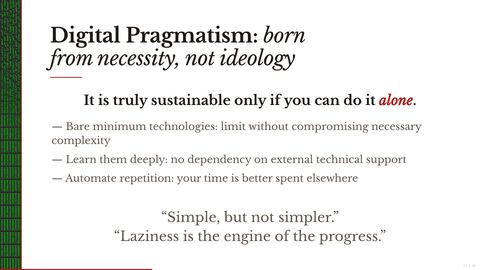 Digital Pragmatism: born
from necessity, not ideology
It is truly sustainable only if you can do it alone.
— Bare minimum technologies: limit without compromising necessary
complexity
— Learn them deeply: no dependency on external technical support
— Automate repetition: your time is better spent elsewhere
“Simple, but not simpler.”
“Laziness is the engine of the progress.”